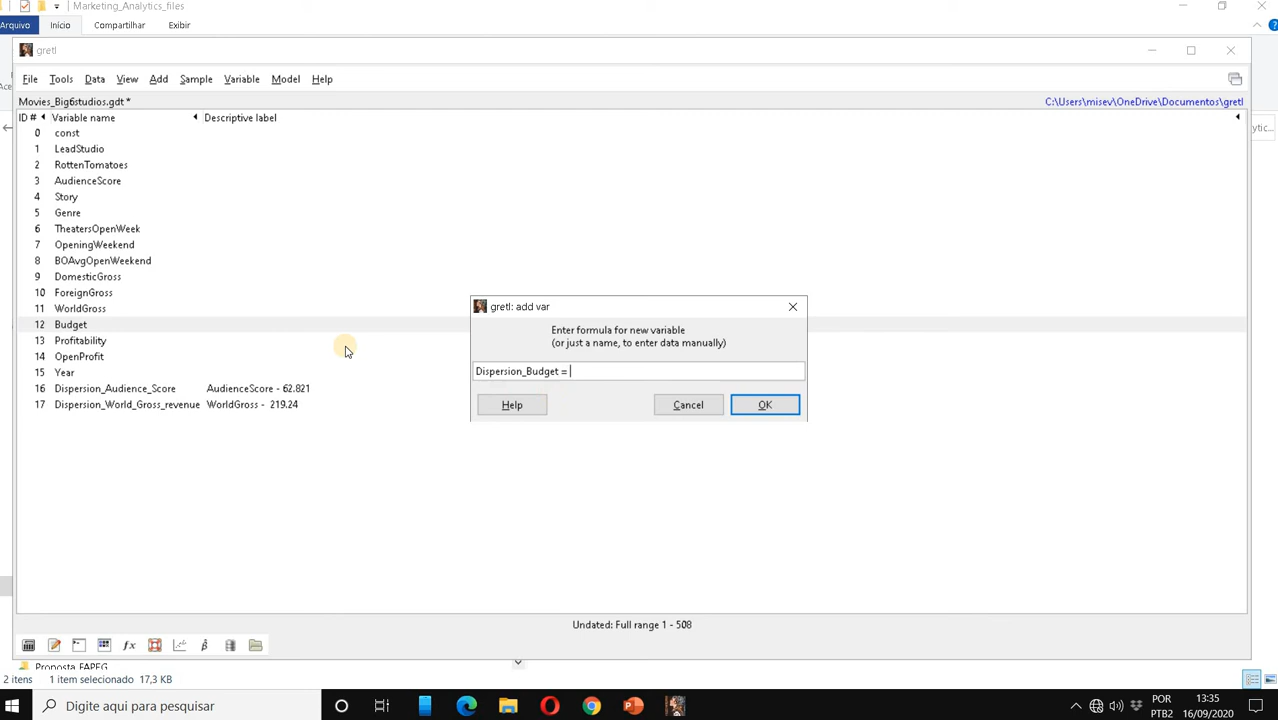 Marketing_Analytics_files
Arquivo Início Compartilhar Exibir
gretl
File Tools Data View Add Sample Variable Model Help
Movies_Big6studios.gdt * C:\Users\misev\OneDrive\Documentos\gretl
ID # Variable name Descriptive label
0 const
1 LeadStudio
2 RottenTomatoes
3 AudienceScore
4 Story
5 Genre
6 TheatersOpenWeek
7 OpeningWeekend
8 BOAvgOpenWeekend
9 DomesticGross
10 ForeignGross
11 WorldGross
12 Budget
13 Profitability
14 OpenProfit
15 Year
16 Dispersion_Audience_Score AudienceScore - 62.821
17 Dispersion_World_Gross_revenue WorldGross - 219.24
gretl: add var
Enter formula for new variable
(or just a name, to enter data manually)
Dispersion_Budget =
Help Cancel OK
Undated: Full range 1 - 508
Proposta FAPEG
2 itens 1 item selecionado 17,3 KB
Digite aqui para pesquisar
POR 13:35
PTB2 16/09/2020